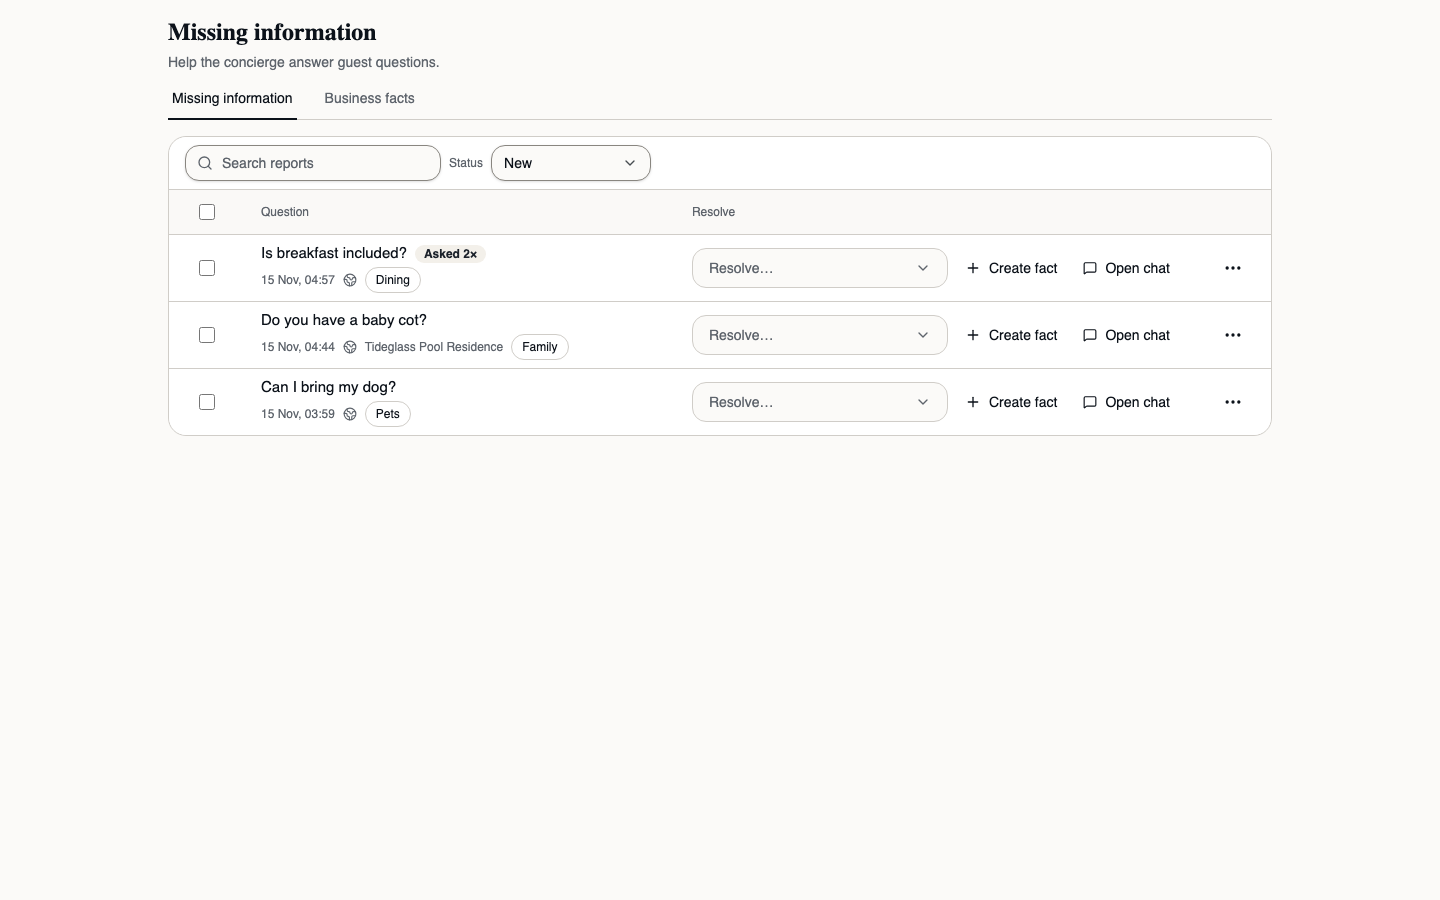 Missing information
Help the concierge answer guest questions.
Missing information Business facts
Search reports Status New
Question Resolve
Is breakfast included? Asked 2×
15 Nov, 04:57 Dining
Resolve… Create fact Open chat
Do you have a baby cot?
15 Nov, 04:44 Tideglass Pool Residence Family
Resolve… Create fact Open chat
Can I bring my dog?
15 Nov, 03:59 Pets
Resolve… Create fact Open chat